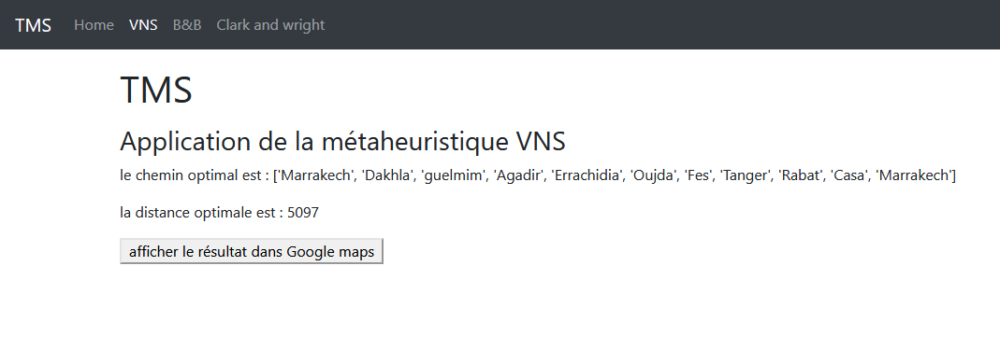 TMS Home VNS B&B Clark and wright
TMS
Application de la métaheuristique VNS
le chemin optimal est : ['Marrakech', 'Dakhla', 'guelmim', 'Agadir', 'Errachidia', 'Oujda', 'Fes', 'Tanger', 'Rabat', 'Casa', 'Marrakech']
la distance optimale est : 5097
afficher le résultat dans Google maps